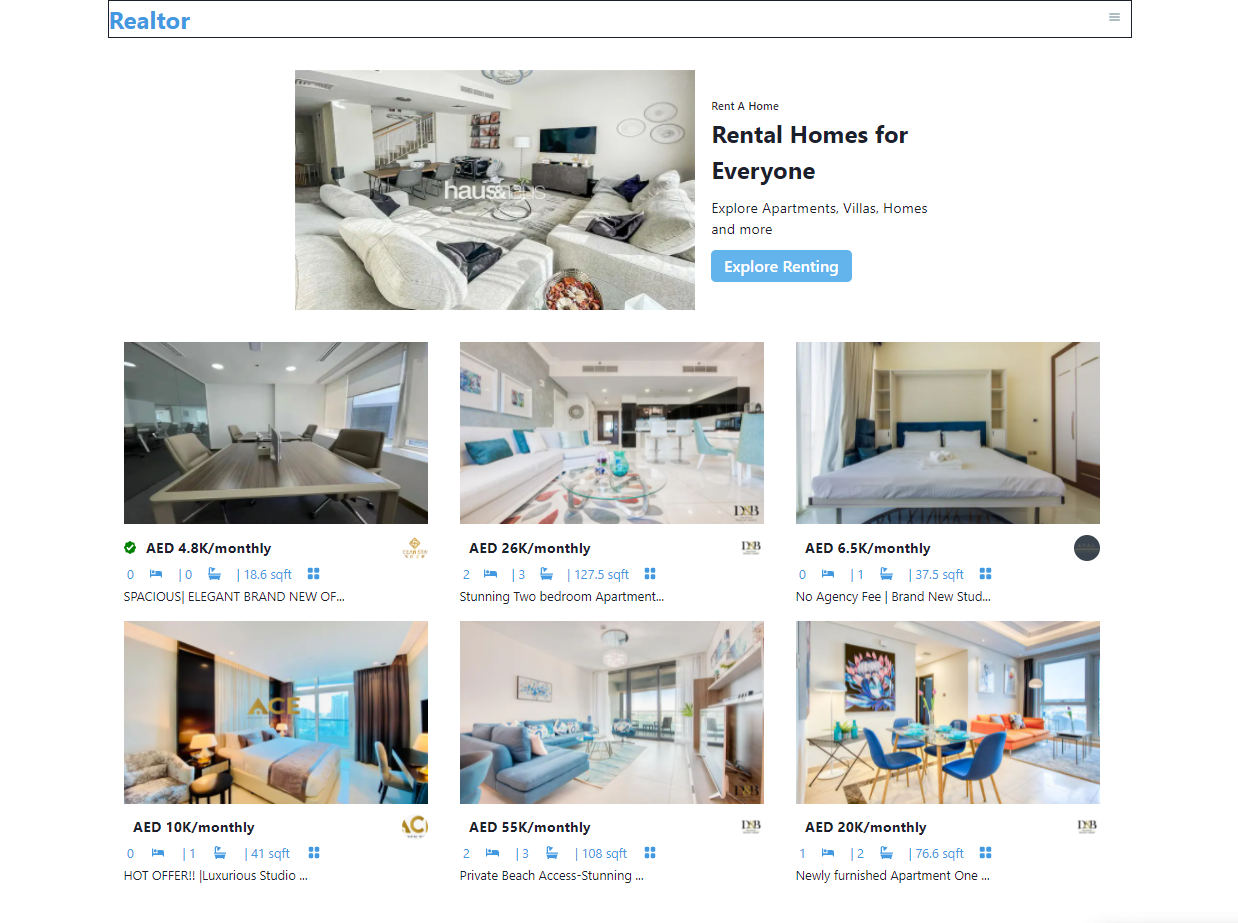 Realtor
haus&haus
Rent A Home
Rental Homes for
Everyone
Explore Apartments, Villas, Homes
and more
Explore Renting
D&B
AED 4.8K/monthly
0 | 0 | 18.6 sqft
SPACIOUS| ELEGANT BRAND NEW OF...
AED 26K/monthly
D&B
2 | 3 | 127.5 sqft
Stunning Two bedroom Apartment...
AED 6.5K/monthly
0 | 1 | 37.5 sqft
No Agency Fee | Brand New Stud...
ACE
D&B
AED 10K/monthly
0 | 1 | 41 sqft
HOT OFFER!! |Luxurious Studio ...
AED 55K/monthly
D&B
2 | 3 | 108 sqft
Private Beach Access-Stunning ...
AED 20K/monthly
D&B
1 | 2 | 76.6 sqft
Newly furnished Apartment One ...